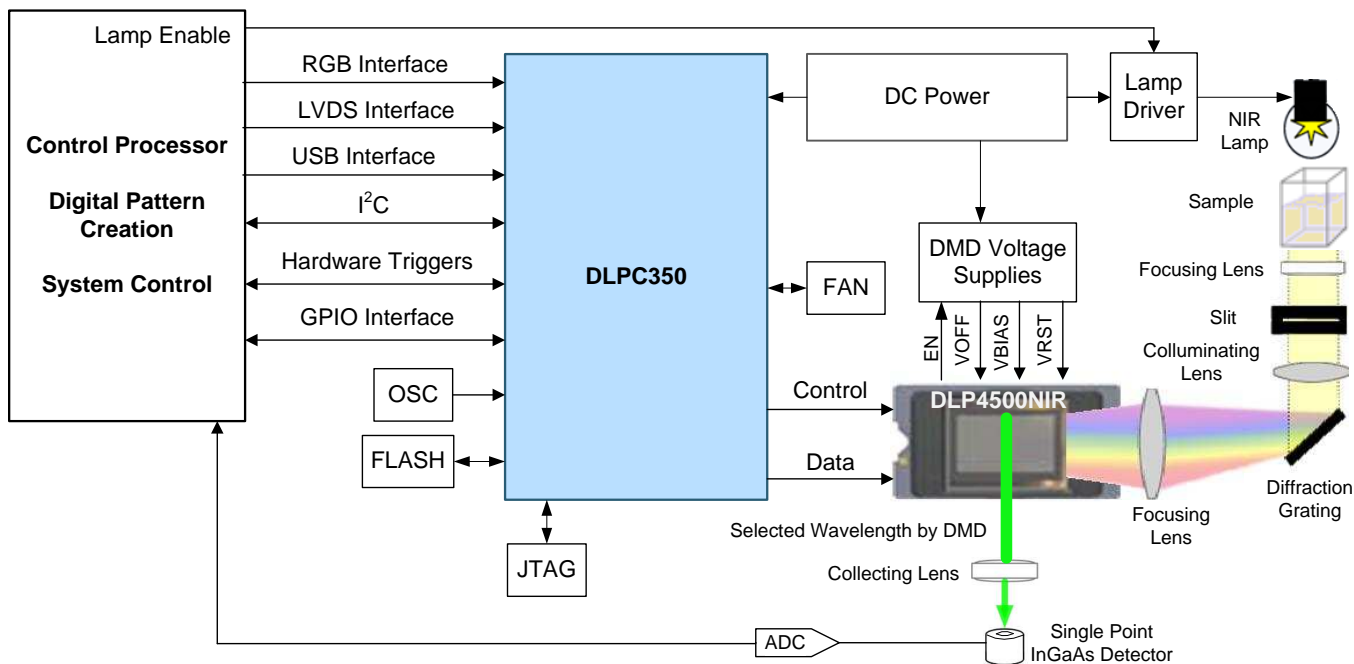 Lamp Enable
Control Processor
Digital Pattern
Creation
System Control
RGB Interface
LVDS Interface
USB Interface
I²C
Hardware Triggers
GPIO Interface
OSC
FLASH
JTAG
DLPC350
FAN
Control
Data
DC Power
Lamp
Driver
NIR
Lamp
DMD Voltage
Supplies
EN
VOFF
VBIAS
VRST
DLP4500NIR
Sample
Focusing Lens
Slit
Colluminating
Lens
Diffraction
Grating
Focusing
Lens
Selected Wavelength by DMD
Collecting Lens
ADC
Single Point
InGaAs Detector